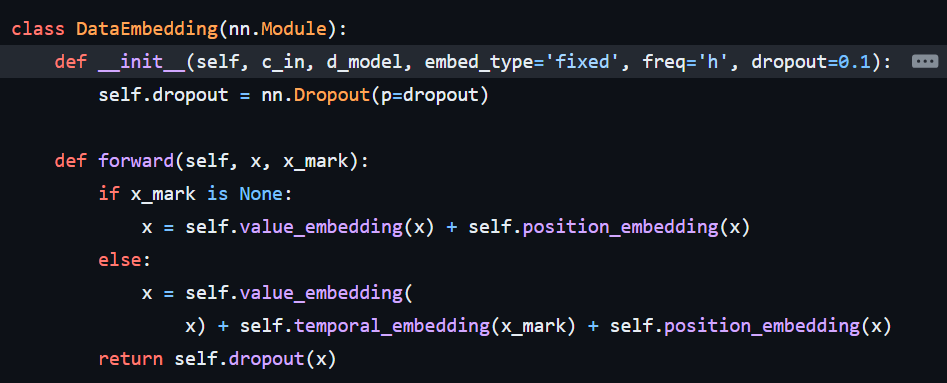 class DataEmbedding(nn.Module):
    def __init__(self, c_in, d_model, embed_type='fixed', freq='h', dropout=0.1): ...
        self.dropout = nn.Dropout(p=dropout)
    def forward(self, x, x_mark):
        if x_mark is None:
            x = self.value_embedding(x) + self.position_embedding(x)
        else:
            x = self.value_embedding(
                x) + self.temporal_embedding(x_mark) + self.position_embedding(x)
        return self.dropout(x)